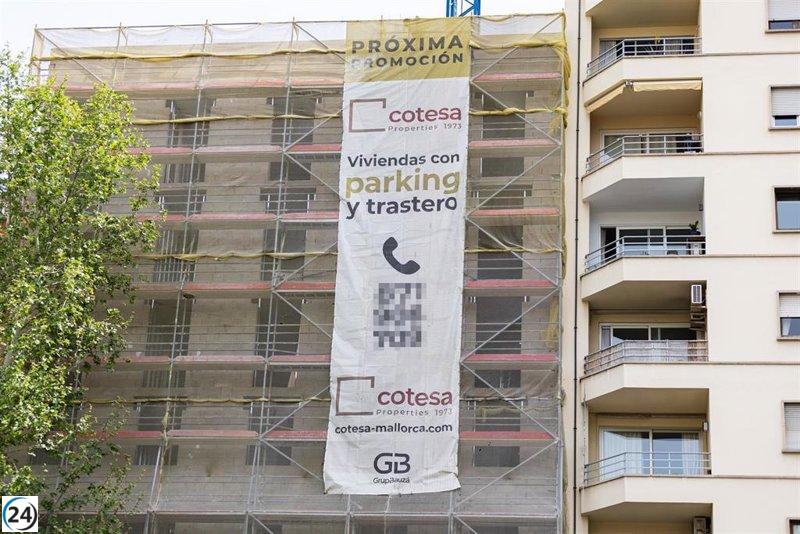 PRÓXIMA
PROMOCIÓN
cotesa
Properties 1973
Viviendas con
parking
y trastero
cotesa
Properties 1973
cotesa-mallorca.com
GB
GrupBauzá
24